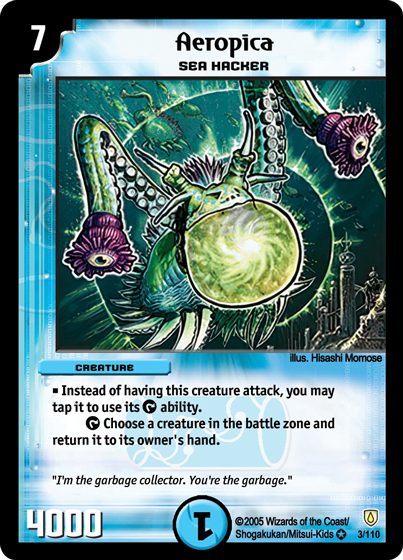 7
Aeropica
SEA HACKER
illus. Hisashi Momose
CREATURE
▪ Instead of having this creature attack, you may
tap it to use its ability.
Choose a creature in the battle zone and
return it to its owner's hand.
"I'm the garbage collector. You're the garbage."
4000
1
©2005 Wizards of the Coast/
Shogakukan/Mitsui-Kids 3/110